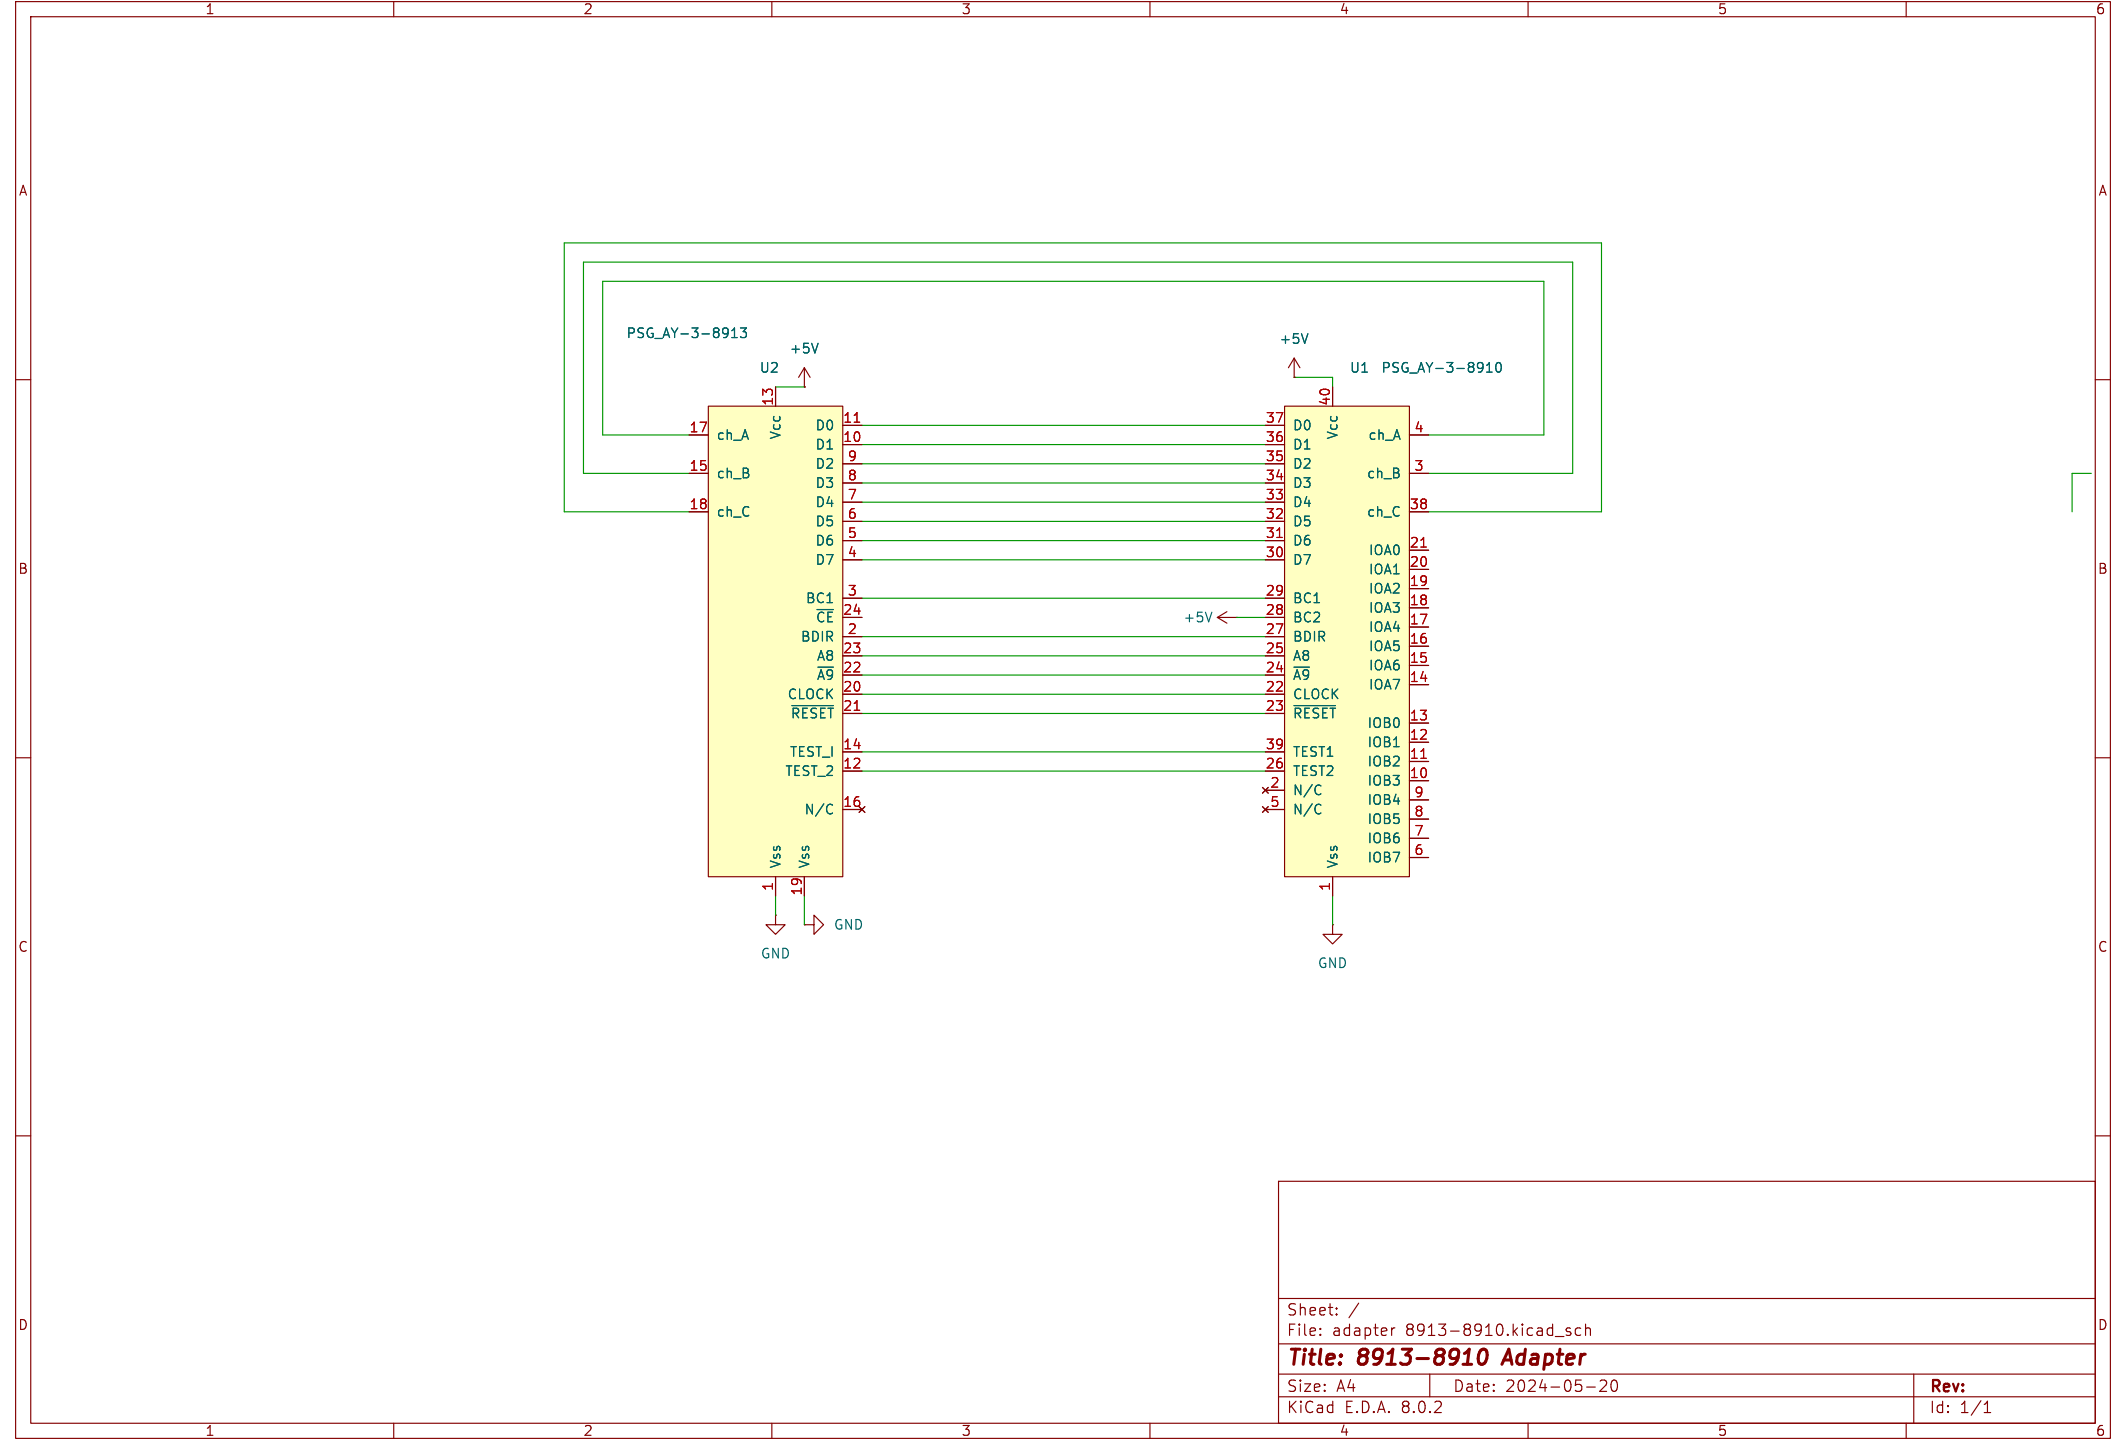 1 2 3 4 5 6
A A
PSG_AY-3-8913
+5V
+5V
U2
U1 PSG_AY-3-8910
13
40
Vcc
Vcc
17 ch_A
15 ch_B
18 ch_C
D0 11
D1 10
D2 9
D3 8
D4 7
D5 6
D6 5
D7 4
BC1 3
CE 24
BDIR 2
A8 23
A9 22
CLOCK 20
RESET 21
TEST_I 14
TEST_2 12
N/C 16
Vss Vss
1 19
GND
GND
37 D0
36 D1
35 D2
34 D3
33 D4
32 D5
31 D6
30 D7
29 BC1
+5V 28 BC2
27 BDIR
25 A8
24 A9
22 CLOCK
23 RESET
39 TEST1
26 TEST2
2 N/C
5 N/C
Vss
1
GND
ch_A 4
ch_B 3
ch_C 38
IOA0 21
IOA1 20
IOA2 19
IOA3 18
IOA4 17
IOA5 16
IOA6 15
IOA7 14
IOB0 13
IOB1 12
IOB2 11
IOB3 10
IOB4 9
IOB5 8
IOB6 7
IOB7 6
B B
C C
D D
Sheet: /
File: adapter 8913-8910.kicad_sch
Title: 8913-8910 Adapter
Size: A4 Date: 2024-05-20 Rev:
KiCad E.D.A. 8.0.2 Id: 1/1
1 2 3 4 5 6